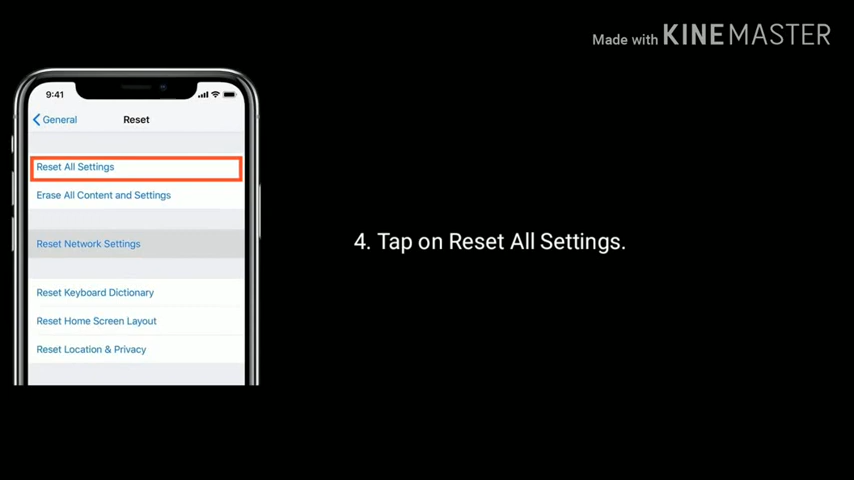 Made with KINEMASTER
9:41
General
Reset
Reset All Settings
Erase All Content and Settings
Reset Network Settings
Reset Keyboard Dictionary
Reset Home Screen Layout
Reset Location & Privacy
4. Tap on Reset All Settings.